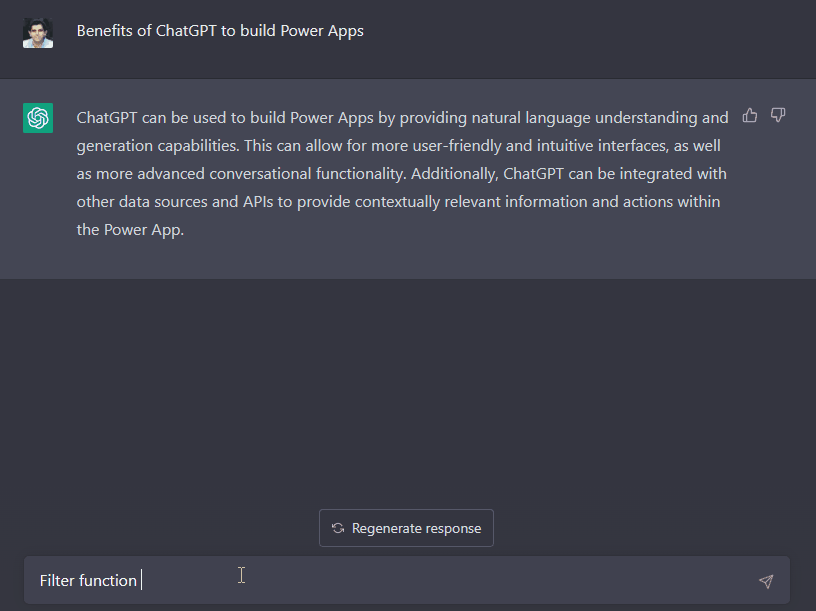 Benefits of ChatGPT to build Power Apps
ChatGPT can be used to build Power Apps by providing natural language understanding and
generation capabilities. This can allow for more user-friendly and intuitive interfaces, as well
as more advanced conversational functionality. Additionally, ChatGPT can be integrated with
other data sources and APIs to provide contextually relevant information and actions within
the Power App.
Regenerate response
Filter function